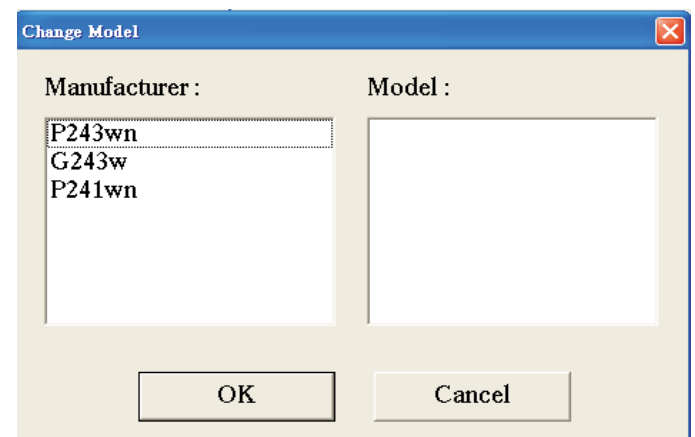 Change Model
Manufacturer :
Model :
P243wn
G243w
P241wn
OK
Cancel